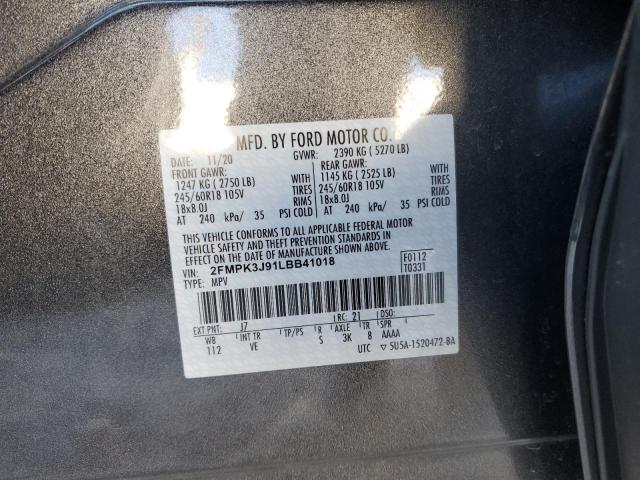 MFD. BY FORD MOTOR CO.
DATE: 11/20 GVWR: 2390 KG ( 5270 LB)
FRONT GAWR: REAR GAWR:
1247 KG ( 2750 LB) 1145 KG ( 2525 LB)
245/60R18 105V TIRES 245/60R18 105V TIRES
18x8.0J RIMS 18x8.0J RIMS
AT 240 kPa/ 35 PSI COLD AT 240 kPa/ 35 PSI COLD
THIS VEHICLE CONFORMS TO ALL APPLICABLE FEDERAL MOTOR
VEHICLE SAFETY AND THEFT PREVENTION STANDARDS IN
EFFECT ON THE DATE OF MANUFACTURE SHOWN ABOVE.
VIN: 2FMPK3J91LBB41018 F0112
TYPE: MPV T0331
EXT PNT: J7 RC: 21 DSO:
WB INT TR TP/PS R AXLE TR SPR
112 VE S 3K 8 AAAA
UTC ▽ 5U5A-1520472-BA